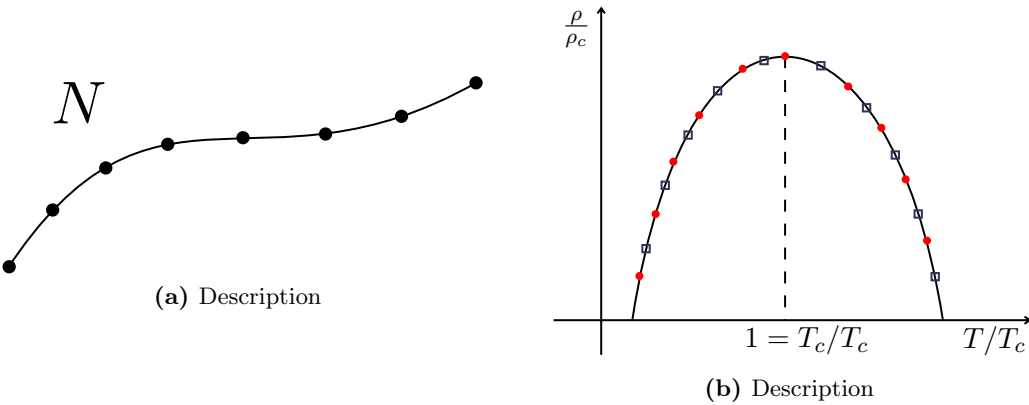 N
(a) Description
ρ/ρ_c
1 = T_c/T_c
T/T_c
(b) Description